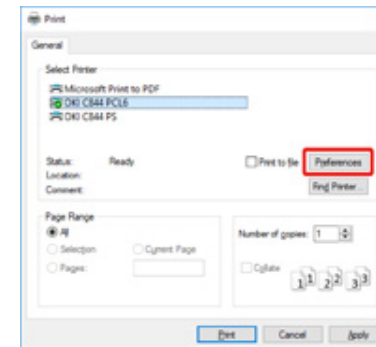 Print
General
Select Printer
Microsoft Print to PDF
OKI C844 PCL6
OKI C844 PS
Status: Ready
Print to file
Preferences
Location:
Comment:
Find Printer...
Page Range
All
Selection
Current Page
Pages:
Number of copies: 1
Collate
1 1 2 2 3 3
Print Cancel Apply